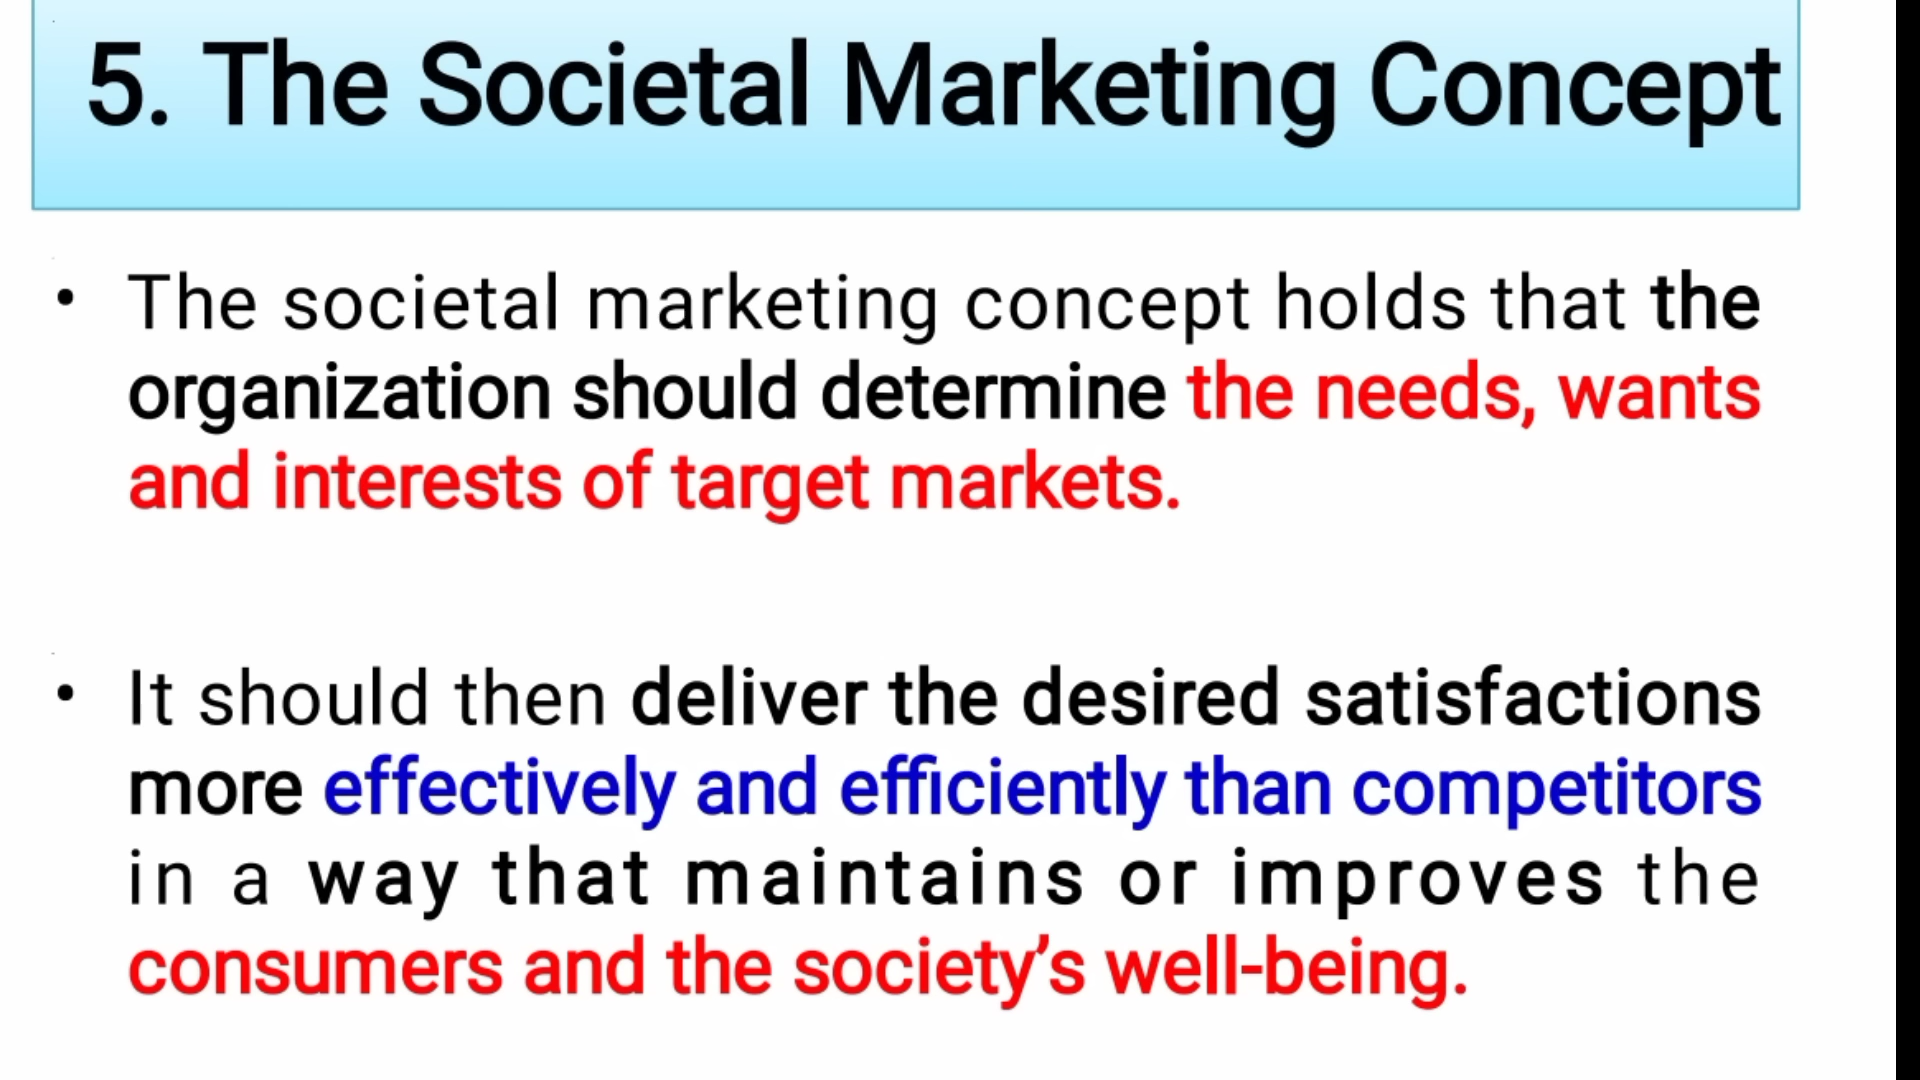 5. The Societal Marketing Concept
• The societal marketing concept holds that the
organization should determine the needs, wants
and interests of target markets.
• It should then deliver the desired satisfactions
more effectively and efficiently than competitors
in a way that maintains or improves the
consumers and the society’s well-being.